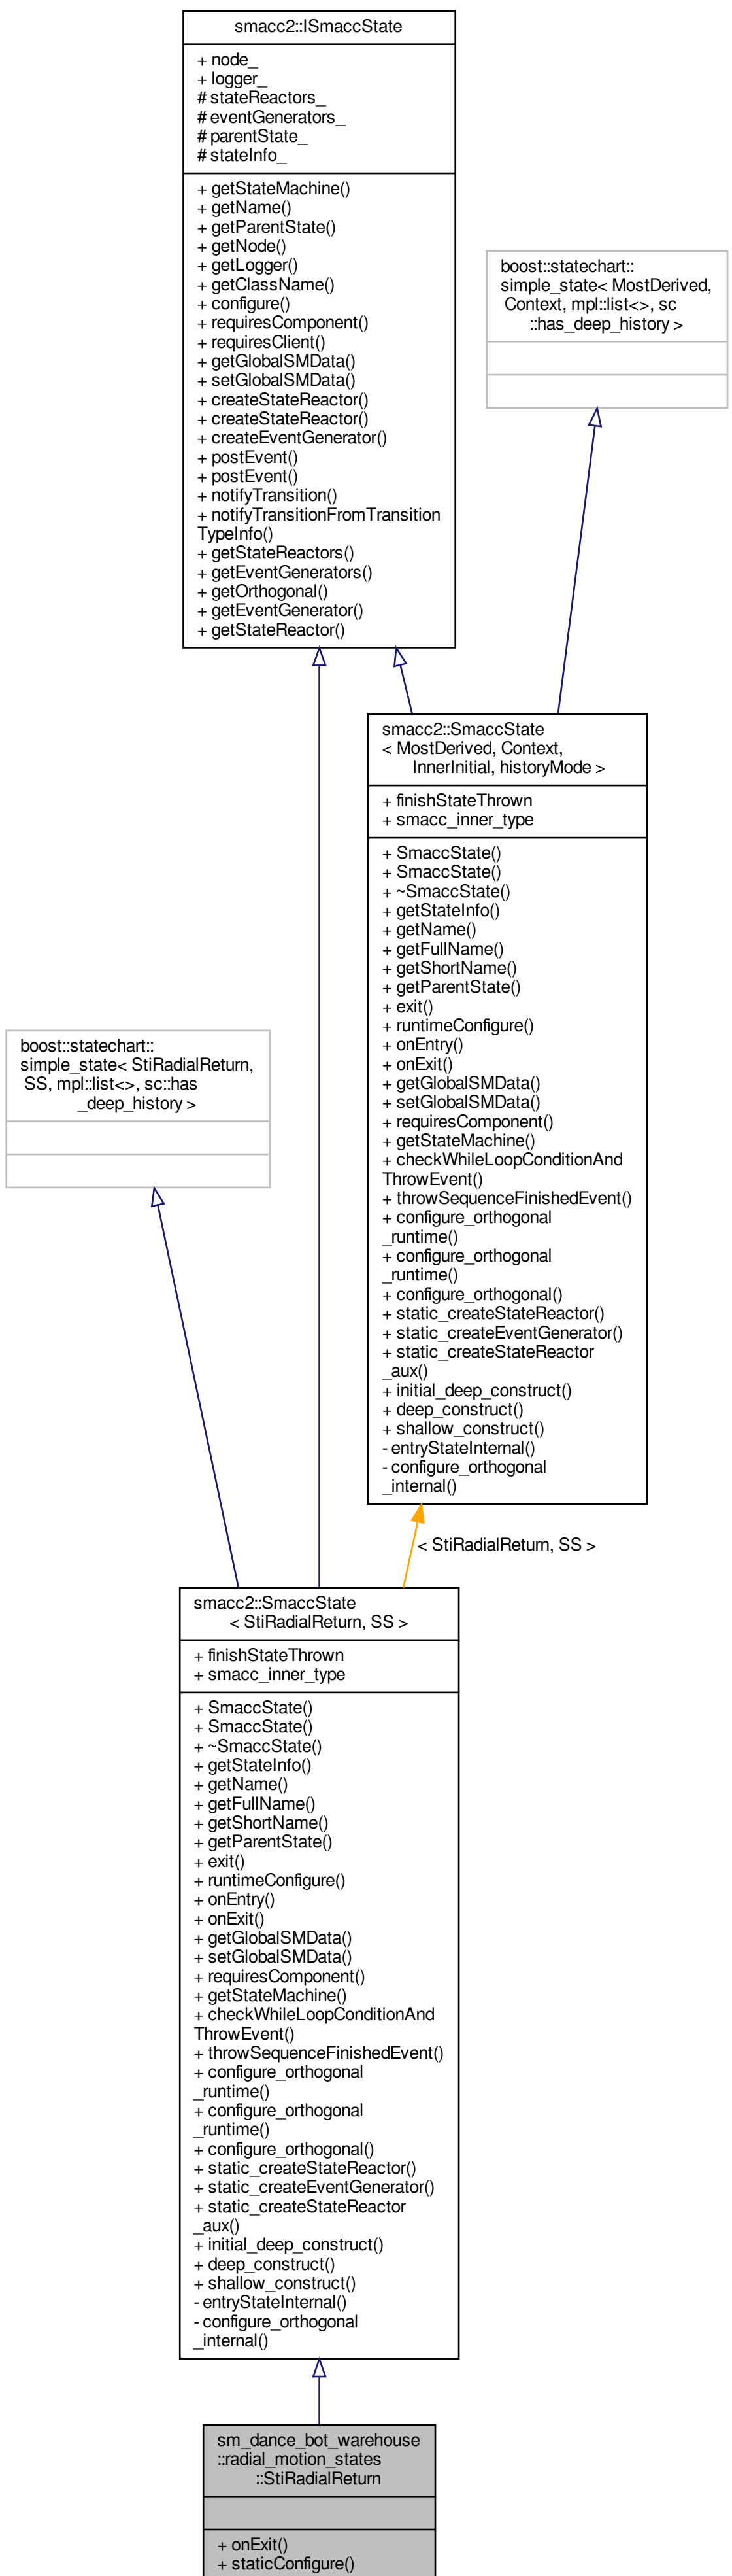 smacc2::ISmaccState
+ node_
+ logger_
# stateReactors_
# eventGenerators_
# parentState_
# stateInfo_
+ getStateMachine()
+ getName()
+ getParentState()
+ getNode()
+ getLogger()
+ getClassName()
+ configure()
+ requiresComponent()
+ requiresClient()
+ getGlobalSMData()
+ setGlobalSMData()
+ createStateReactor()
+ createStateReactor()
+ createEventGenerator()
+ postEvent()
+ postEvent()
+ notifyTransition()
+ notifyTransitionFromTransition
TypeInfo()
+ getStateReactors()
+ getEventGenerators()
+ getOrthogonal()
+ getEventGenerator()
+ getStateReactor()
boost::statechart::
simple_state< MostDerived,
Context, mpl::list<>, sc
::has_deep_history >
smacc2::SmaccState
< MostDerived, Context,
InnerInitial, historyMode >
+ finishStateThrown
+ smacc_inner_type
+ SmaccState()
+ SmaccState()
+ ~SmaccState()
+ getStateInfo()
+ getName()
+ getFullName()
+ getShortName()
+ getParentState()
+ exit()
+ runtimeConfigure()
+ onEntry()
+ onExit()
+ getGlobalSMData()
+ setGlobalSMData()
+ requiresComponent()
+ getStateMachine()
+ checkWhileLoopConditionAnd
ThrowEvent()
+ throwSequenceFinishedEvent()
+ configure_orthogonal
_runtime()
+ configure_orthogonal
_runtime()
+ configure_orthogonal()
+ static_createStateReactor()
+ static_createEventGenerator()
+ static_createStateReactor
_aux()
+ initial_deep_construct()
+ deep_construct()
+ shallow_construct()
- entryStateInternal()
- configure_orthogonal
_internal()
boost::statechart::
simple_state< StiRadialReturn,
SS, mpl::list<>, sc::has
_deep_history >
< StiRadialReturn, SS >
smacc2::SmaccState
< StiRadialReturn, SS >
+ finishStateThrown
+ smacc_inner_type
+ SmaccState()
+ SmaccState()
+ ~SmaccState()
+ getStateInfo()
+ getName()
+ getFullName()
+ getShortName()
+ getParentState()
+ exit()
+ runtimeConfigure()
+ onEntry()
+ onExit()
+ getGlobalSMData()
+ setGlobalSMData()
+ requiresComponent()
+ getStateMachine()
+ checkWhileLoopConditionAnd
ThrowEvent()
+ throwSequenceFinishedEvent()
+ configure_orthogonal
_runtime()
+ configure_orthogonal
_runtime()
+ configure_orthogonal()
+ static_createStateReactor()
+ static_createEventGenerator()
+ static_createStateReactor
_aux()
+ initial_deep_construct()
+ deep_construct()
+ shallow_construct()
- entryStateInternal()
- configure_orthogonal
_internal()
sm_dance_bot_warehouse
::radial_motion_states
::StiRadialReturn
+ onExit()
+ staticConfigure()